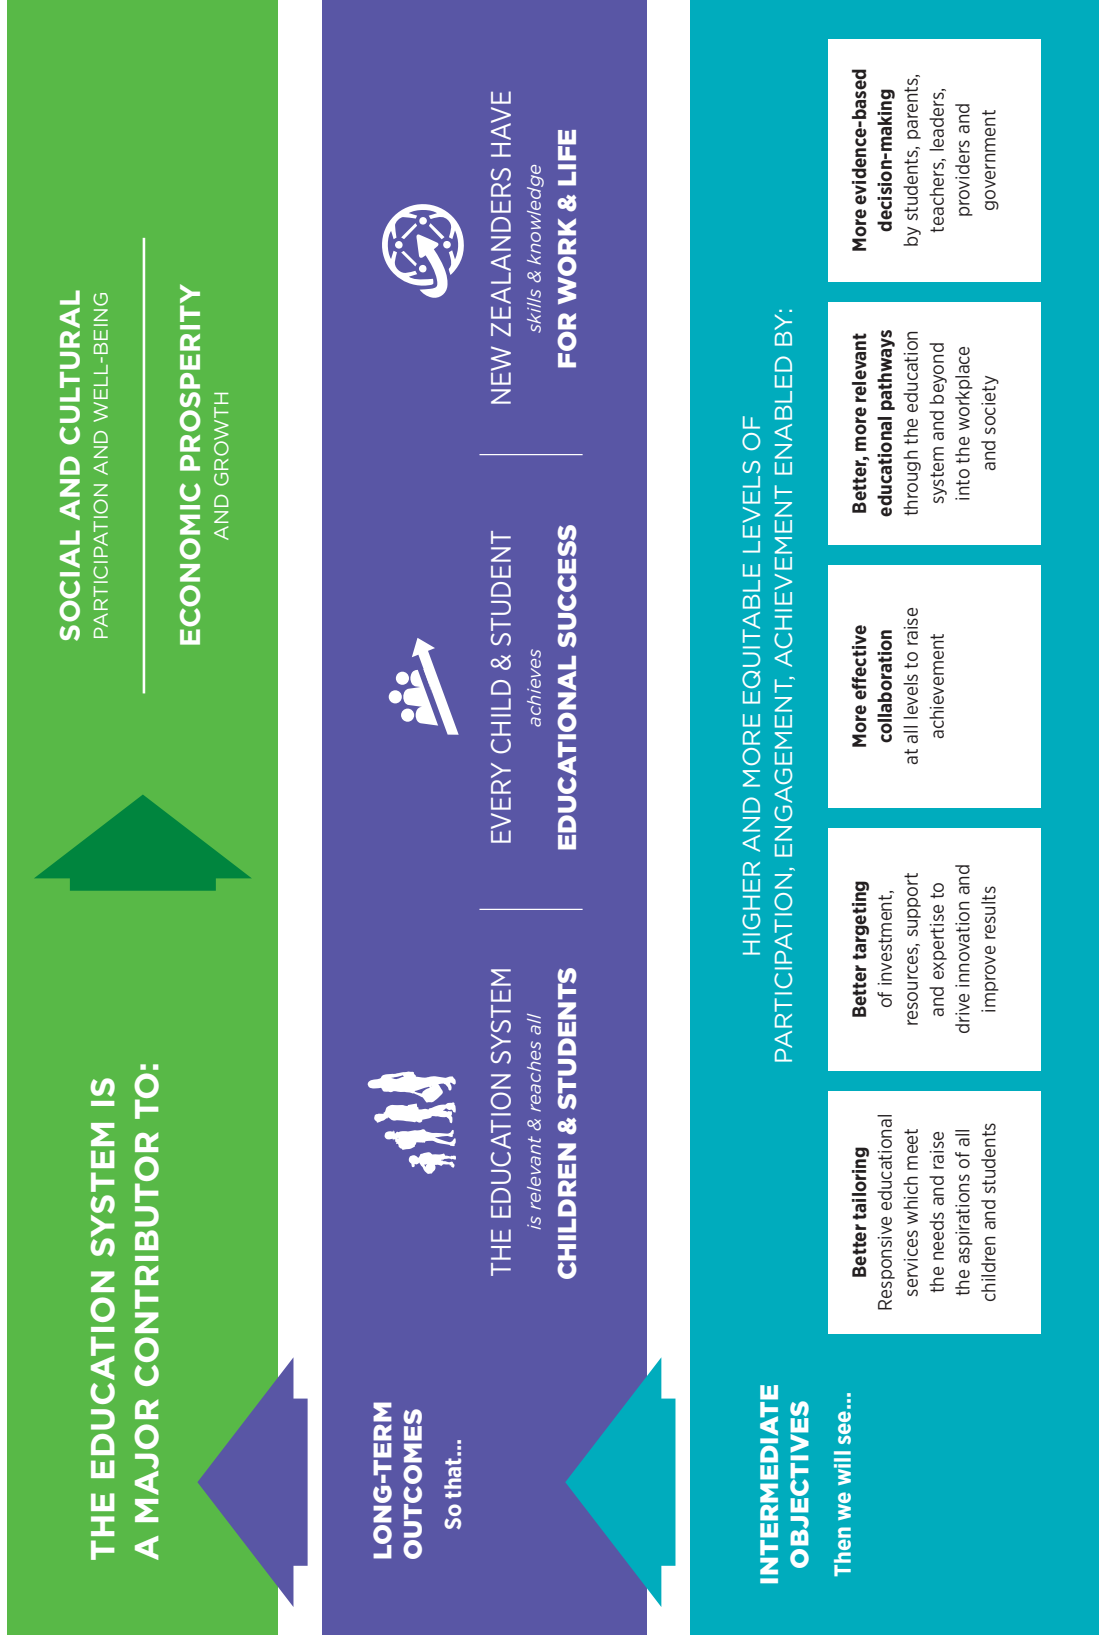 THE EDUCATION SYSTEM IS
A MAJOR CONTRIBUTOR TO:
SOCIAL AND CULTURAL
PARTICIPATION AND WELL-BEING
ECONOMIC PROSPERITY
AND GROWTH
LONG-TERM
OUTCOMES
So that...
THE EDUCATION SYSTEM
is relevant & reaches all
CHILDREN & STUDENTS
EVERY CHILD & STUDENT
achieves
EDUCATIONAL SUCCESS
NEW ZEALANDERS HAVE
skills & knowledge
FOR WORK & LIFE
INTERMEDIATE
OBJECTIVES
Then we will see...
HIGHER AND MORE EQUITABLE LEVELS OF
PARTICIPATION, ENGAGEMENT, ACHIEVEMENT ENABLED BY:
Better tailoring
Responsive educational
services which meet
the needs and raise
the aspirations of all
children and students
Better targeting
of investment,
resources, support
and expertise to
drive innovation and
improve results
More effective
collaboration
at all levels to raise
achievement
Better, more relevant
educational pathways
through the education
system and beyond
into the workplace
and society
More evidence-based
decision-making
by students, parents,
teachers, leaders,
providers and
government